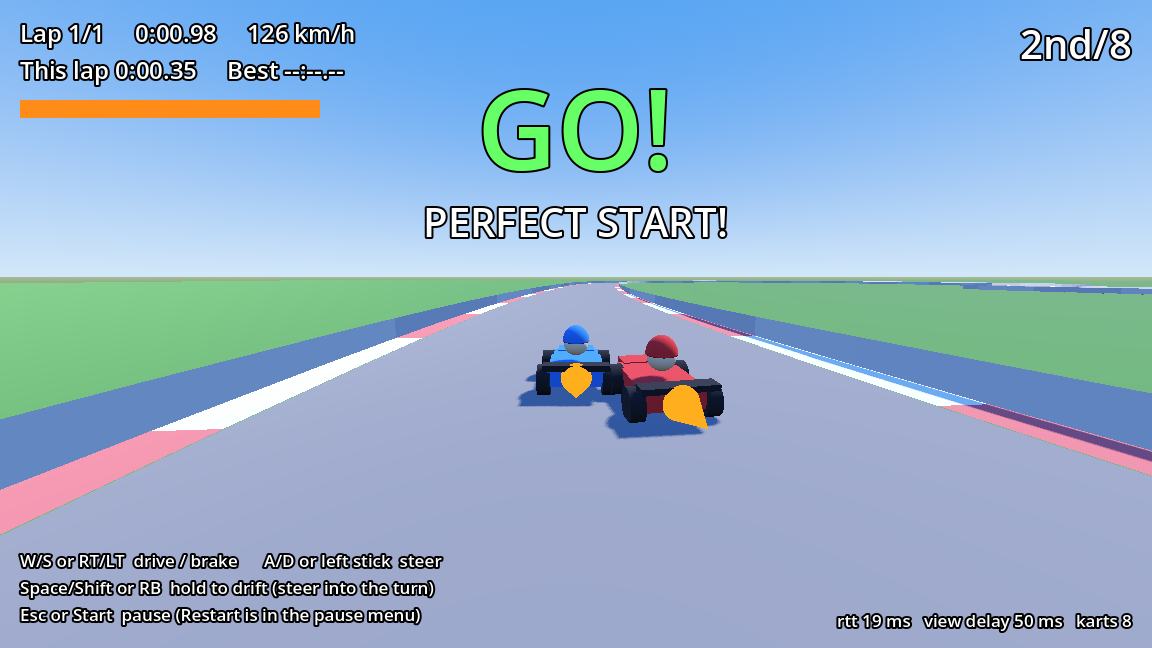 Lap 1/1 0:00.98 126 km/h
2nd/8
This lap 0:00.35 Best --:--.--
GO!
PERFECT START!
W/S or RT/LT drive / brake A/D or left stick steer
Space/Shift or RB hold to drift (steer into the turn)
Esc or Start pause (Restart is in the pause menu)
rtt 19 ms view delay 50 ms karts 8